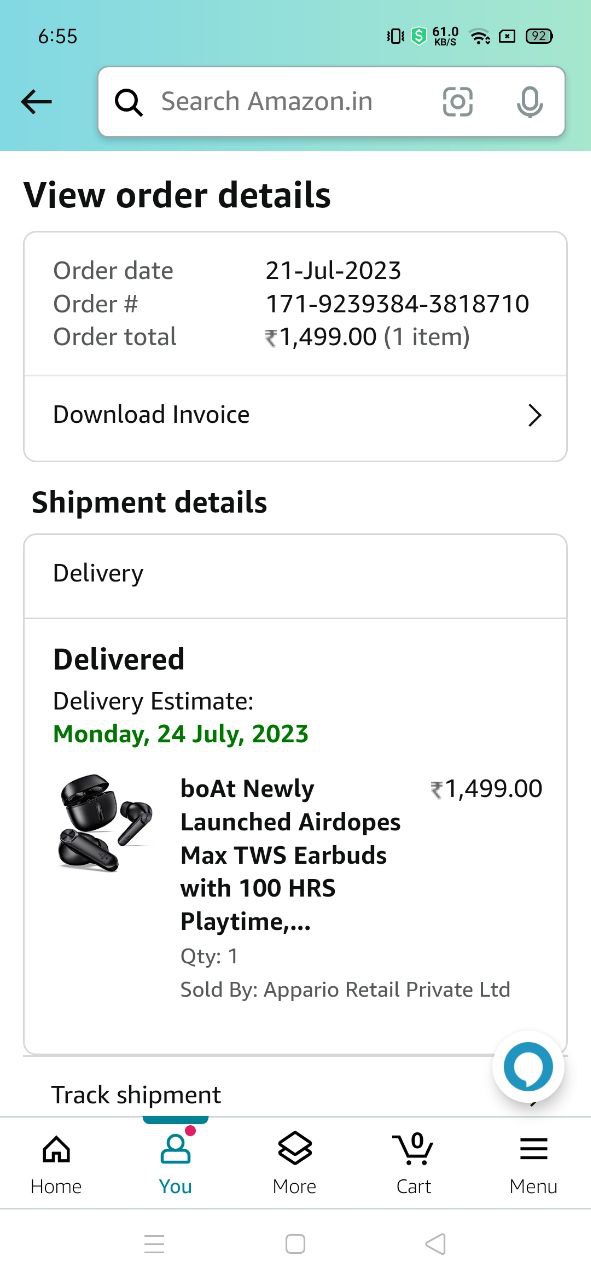 6:55
61.0
KB/S
92
Search Amazon.in
View order details
Order date 21-Jul-2023
Order # 171-9239384-3818710
Order total ₹1,499.00 (1 item)
Download Invoice
Shipment details
Delivery
Delivered
Delivery Estimate:
Monday, 24 July, 2023
boAt Newly ₹1,499.00
Launched Airdopes
Max TWS Earbuds
with 100 HRS
Playtime,...
Qty: 1
Sold By: Appario Retail Private Ltd
Track shipment
0
Home You More Cart Menu